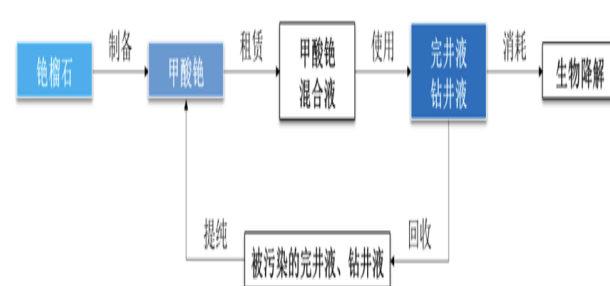 铯榴石
制备
甲酸铯
租赁
甲酸铯
混合液
使用
完井液
钻井液
消耗
生物降解
提纯
被污染的完井液、钻井液
回收